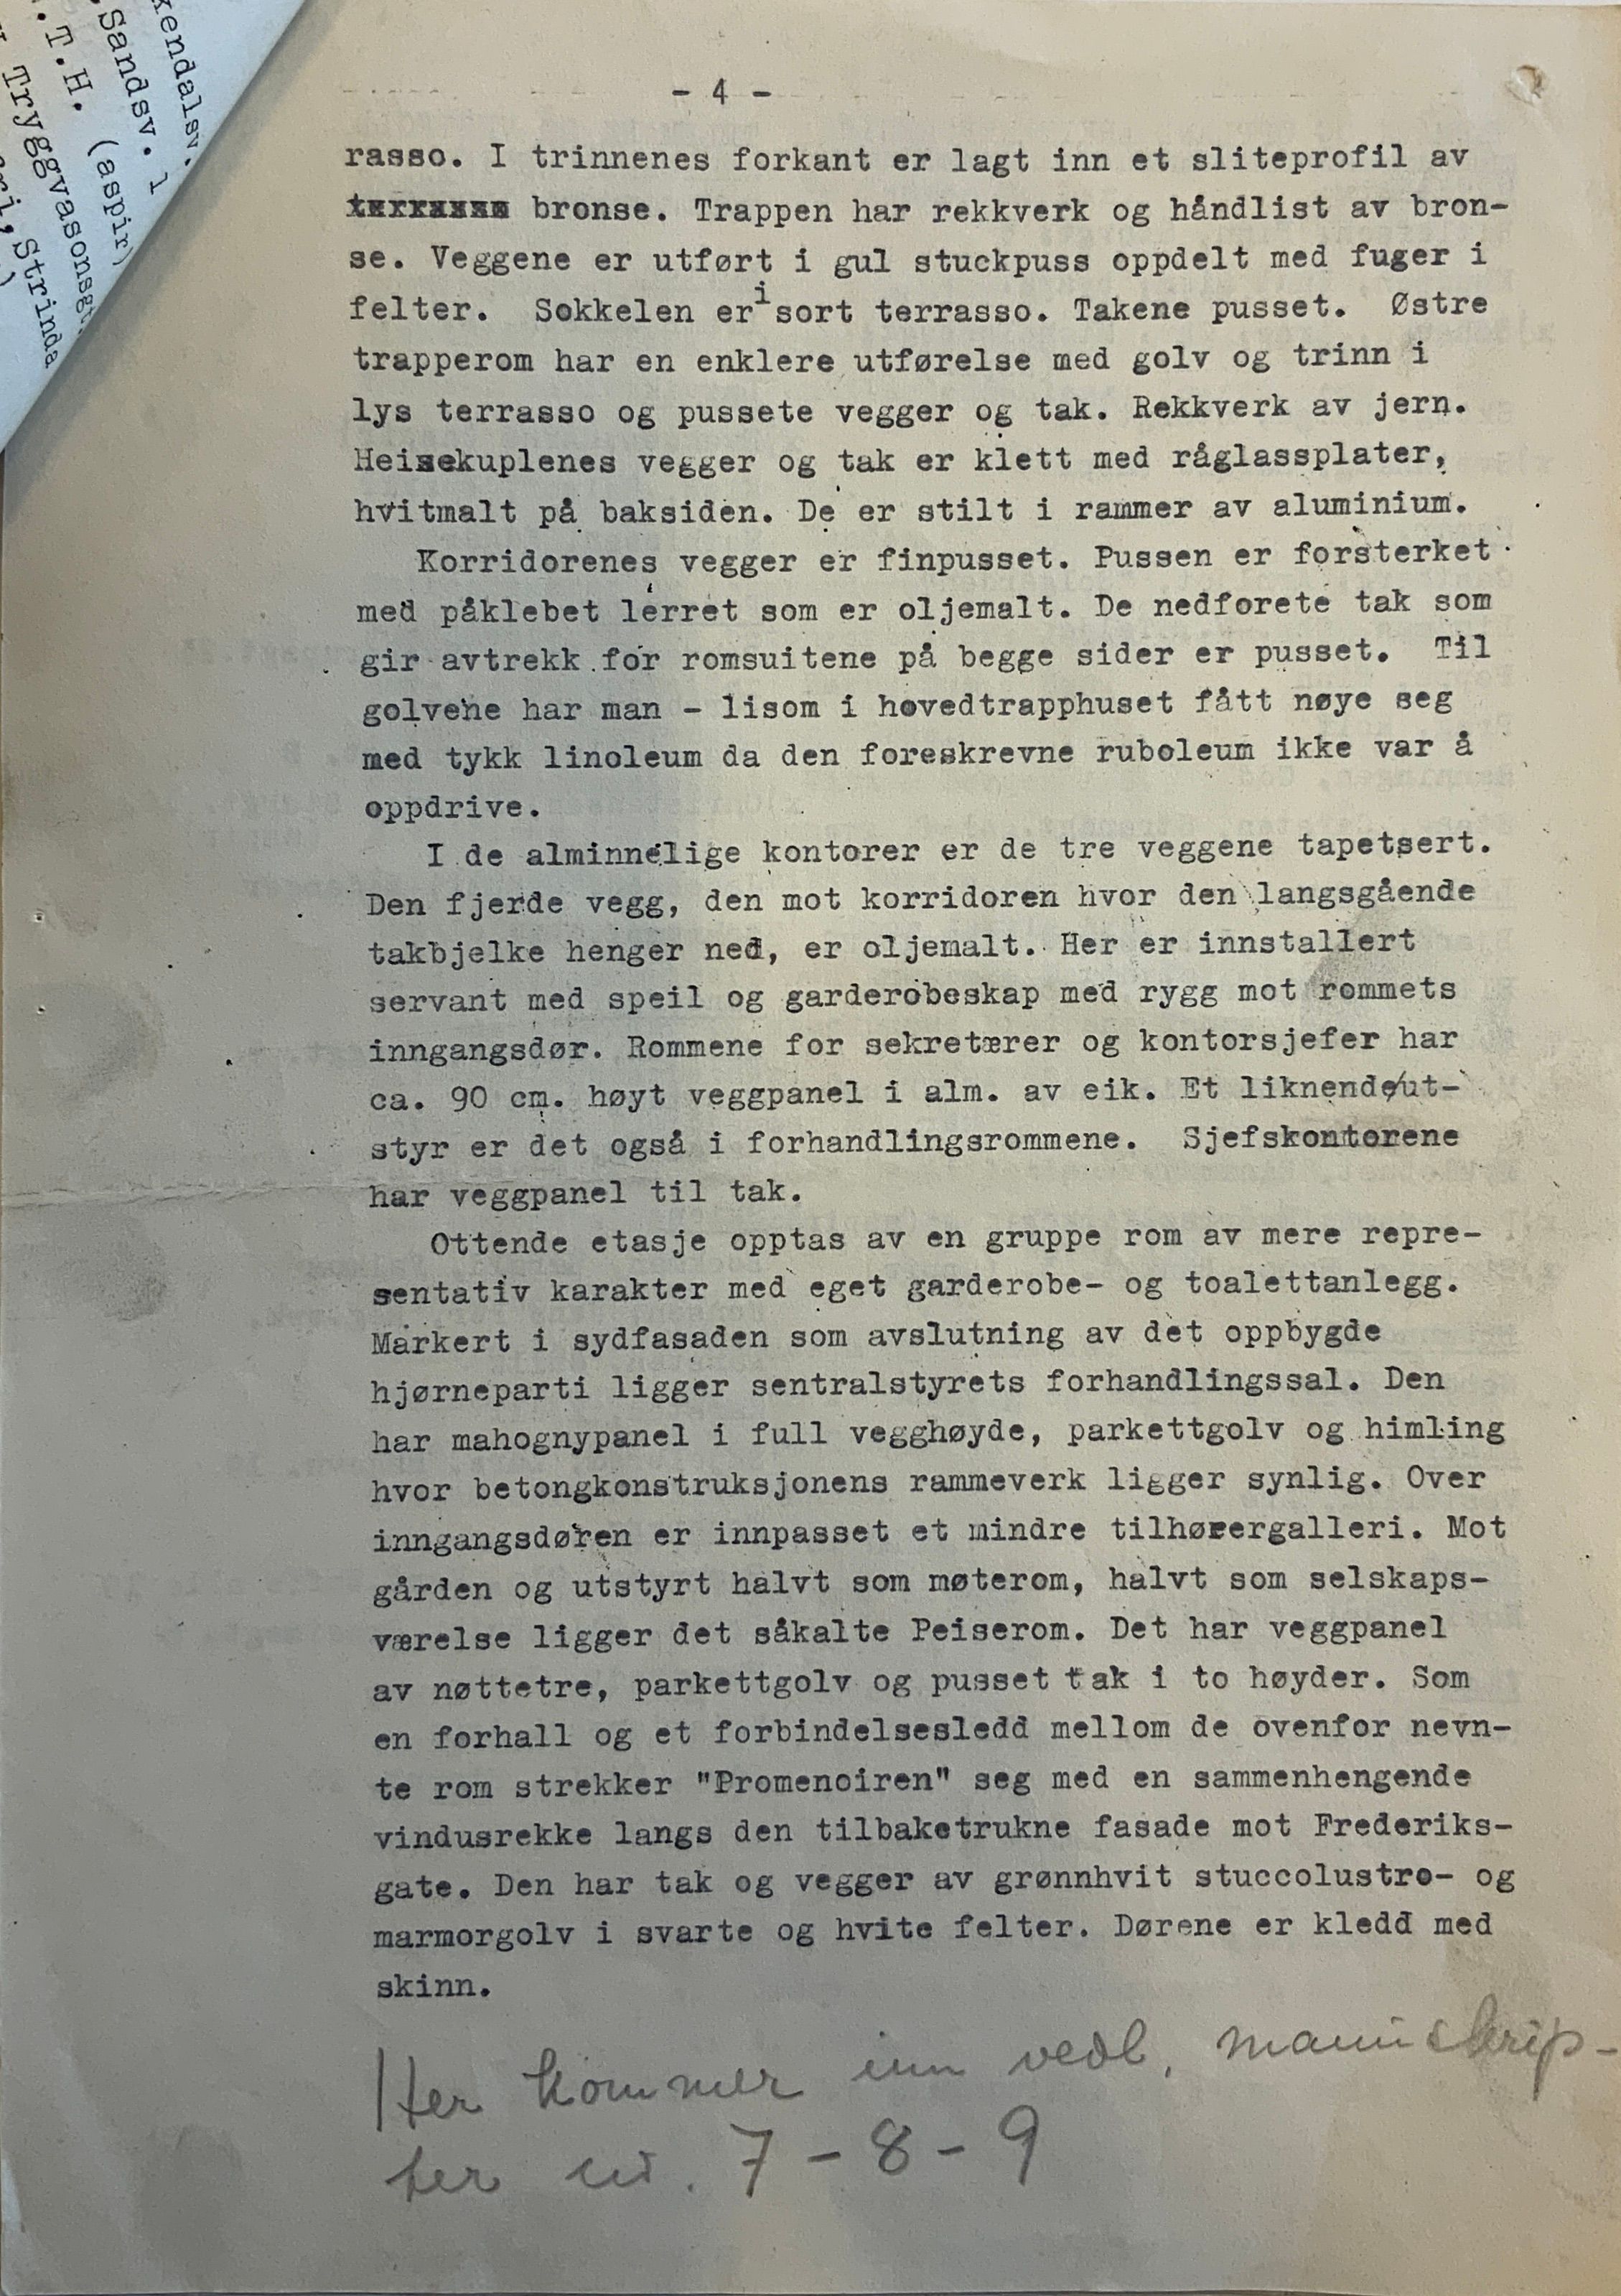 kendalsv.
Sandsv. 1
.T.H. (aspir)
Tryggvasonsgt.
ri, Strinda
- 4 -
rasso. I trinnenes forkant er lagt inn et sliteprofil av
terrasso bronse. Trappen har rekkverk og håndlist av bron-
se. Veggene er utført i gul stuckpuss oppdelt med fuger i
felter. Sokkelen er i sort terrasso. Takene pusset. Østre
trapperom har en enklere utførelse med golv og trinn i
lys terrasso og pussete vegger og tak. Rekkverk av jern.
Heisekuplenes vegger og tak er klett med råglassplater,
hvitmalt på baksiden. De er stilt i rammer av aluminium.
Korridorenes vegger er finpusset. Pussen er forsterket
med påklebet lerret som er oljemalt. De nedforete tak som
gir avtrekk for romsuitene på begge sider er pusset. Til
golvene har man - lisom i hovedtrapphuset fått nøye seg
med tykk linoleum da den foreskrevne ruboleum ikke var å
oppdrive.
I de alminnelige kontorer er de tre veggene tapetsert.
Den fjerde vegg, den mot korridoren hvor den langsgående
takbjelke henger ned, er oljemalt. Her er innstallert
servant med speil og garderobeskap med rygg mot rommets
inngangsdør. Rommene for sekretærer og kontorsjefer har
ca. 90 cm. høyt veggpanel i alm. av eik. Et liknende/ut-
styr er det også i forhandlingsrommene. Sjefskontorene
har veggpanel til tak.
Ottende etasje opptas av en gruppe rom av mere repre-
sentativ karakter med eget garderobe- og toalettanlegg.
Markert i sydfasaden som avslutning av det oppbygde
hjørneparti ligger sentralstyrets forhandlingssal. Den
har mahognypanel i full vegghøyde, parkettgolv og himling
hvor betongkonstruksjonens rammeverk ligger synlig. Over
inngangsdøren er innpasset et mindre tilhørergalleri. Mot
gården og utstyrt halvt som møterom, halvt som selskaps-
værelse ligger det såkalte Peiserom. Det har veggpanel
av nøttetre, parkettgolv og pusset tak i to høyder. Som
en forhall og et forbindelsesledd mellom de ovenfor nevn-
te rom strekker "Promenoiren" seg med en sammenhengende
vindusrekke langs den tilbaketrukne fasade mot Frederiks-
gate. Den har tak og vegger av grønnhvit stuccolustro- og
marmorgolv i svarte og hvite felter. Dørene er kledd med
skinn.
Her kommer inn vedl. manuskrip-
ter nr. 7 - 8 - 9